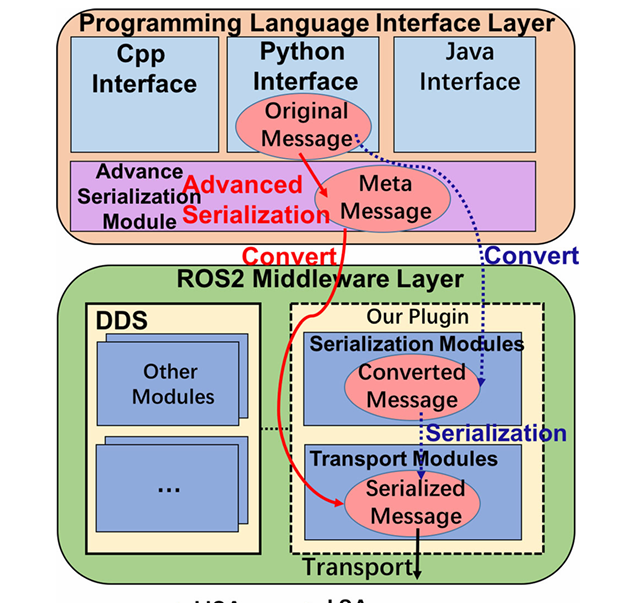 Programming Language Interface Layer
Cpp
Interface
Python
Interface
Java
Interface
Original
Message
Advance
Serialization
Module
Advanced
Serialization
Meta
Message
Convert
Convert
ROS2 Middleware Layer
DDS
Other
Modules
...
Our Plugin
Serialization Modules
Converted
Message
Serialization
Transport Modules
Serialized
Message
Transport